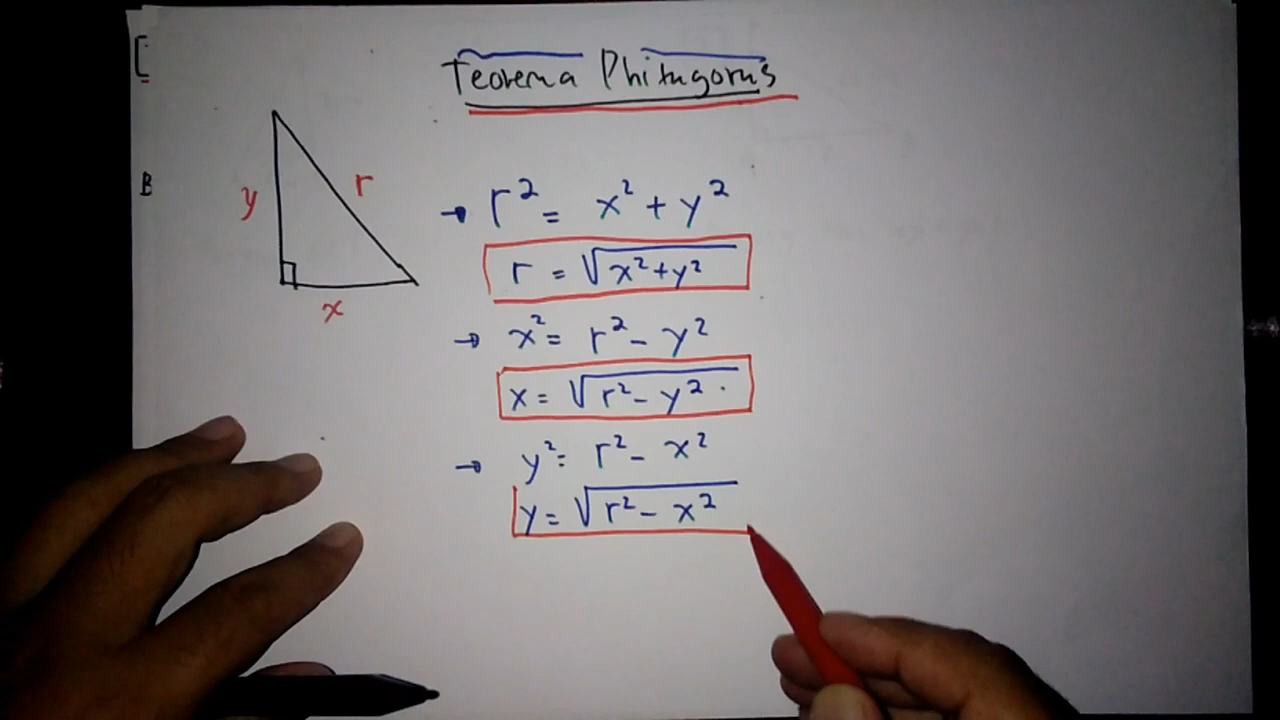 Teorema Phitagoras
B
y
r
x
→ r² = x² + y²
r = √x²+y²
→ x² = r² - y²
x = √r² - y²
→ y² = r² - x²
y = √r² - x²